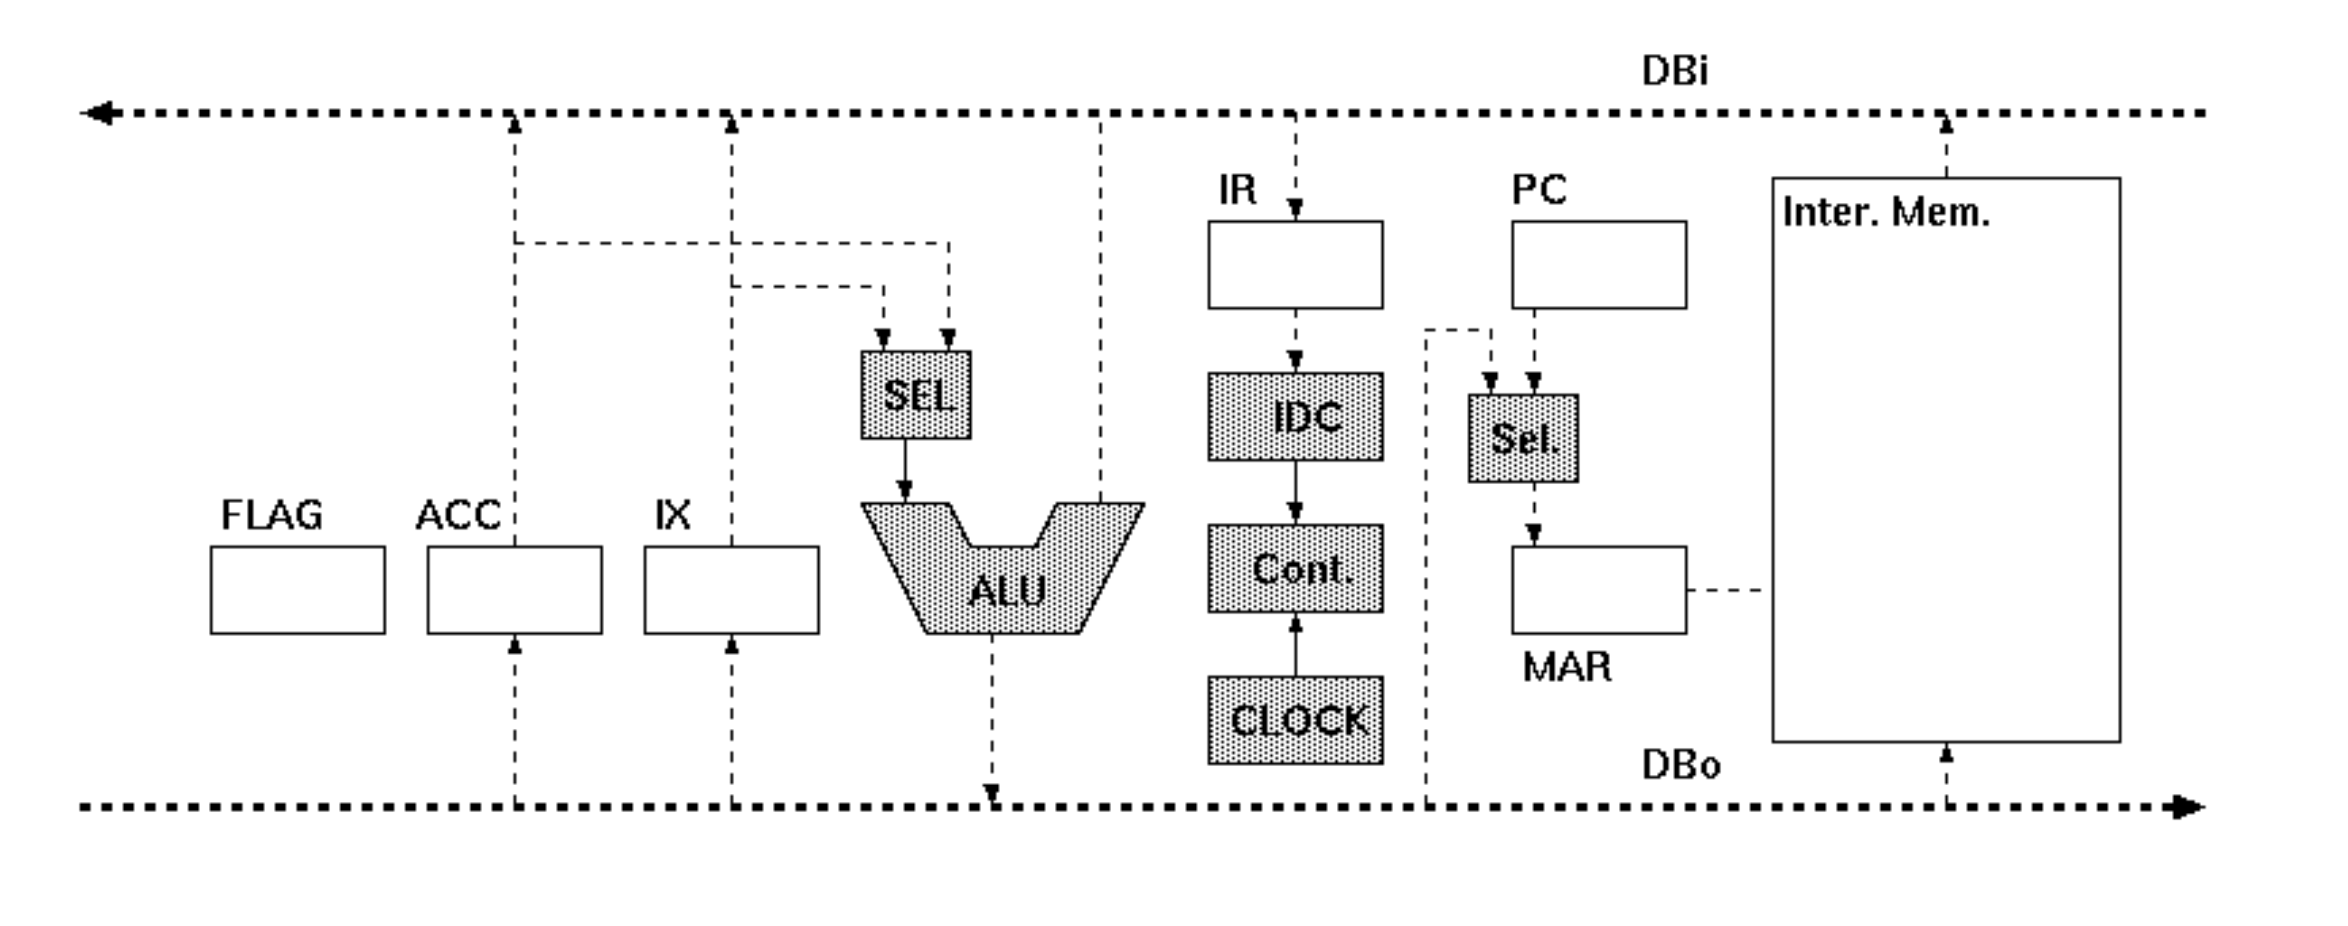 DBi
IR
PC
Inter. Mem.
SEL
IDC
Sel.
FLAG
ACC
IX
ALU
Cont.
MAR
CLOCK
DBo